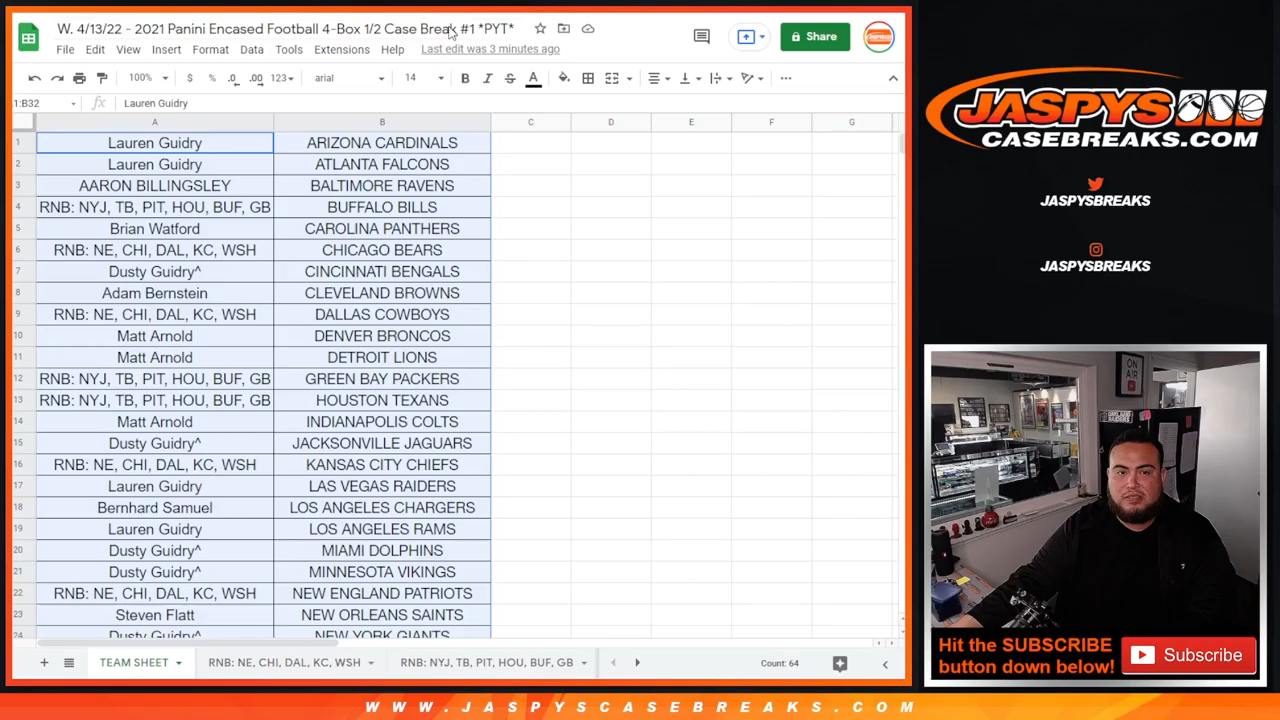 W. 4/13/22 - 2021 Panini Encased Football 4-Box 1/2 Case Break #1 *PYT*
File Edit View Insert Format Data Tools Extensions Help Last edit was 3 minutes ago
Share
100% $ % .0 .00 123 arial 14 B I S A
1:B32 fx Lauren Guidry
A B C D E F G
1 Lauren Guidry ARIZONA CARDINALS
2 Lauren Guidry ATLANTA FALCONS
3 AARON BILLINGSLEY BALTIMORE RAVENS
4 RNB: NYJ, TB, PIT, HOU, BUF, GB BUFFALO BILLS
5 Brian Watford CAROLINA PANTHERS
6 RNB: NE, CHI, DAL, KC, WSH CHICAGO BEARS
7 Dusty Guidry^ CINCINNATI BENGALS
8 Adam Bernstein CLEVELAND BROWNS
9 RNB: NE, CHI, DAL, KC, WSH DALLAS COWBOYS
10 Matt Arnold DENVER BRONCOS
11 Matt Arnold DETROIT LIONS
12 RNB: NYJ, TB, PIT, HOU, BUF, GB GREEN BAY PACKERS
13 RNB: NYJ, TB, PIT, HOU, BUF, GB HOUSTON TEXANS
14 Matt Arnold INDIANAPOLIS COLTS
15 Dusty Guidry^ JACKSONVILLE JAGUARS
16 RNB: NE, CHI, DAL, KC, WSH KANSAS CITY CHIEFS
17 Lauren Guidry LAS VEGAS RAIDERS
18 Bernhard Samuel LOS ANGELES CHARGERS
19 Lauren Guidry LOS ANGELES RAMS
20 Dusty Guidry^ MIAMI DOLPHINS
21 Dusty Guidry^ MINNESOTA VIKINGS
22 RNB: NE, CHI, DAL, KC, WSH NEW ENGLAND PATRIOTS
23 Steven Flatt NEW ORLEANS SAINTS
24 Dusty Guidry^ NEW YORK GIANTS
TEAM SHEET RNB: NE, CHI, DAL, KC, WSH RNB: NYJ, TB, PIT, HOU, BUF, GB Count: 64
JASPYS
CASEBREAKS.COM
JASPYSBREAKS
JASPYSBREAKS
ON AIR
Hit the SUBSCRIBE
button down below!
Subscribe
WWW.JASPYSCASEBREAKS.COM